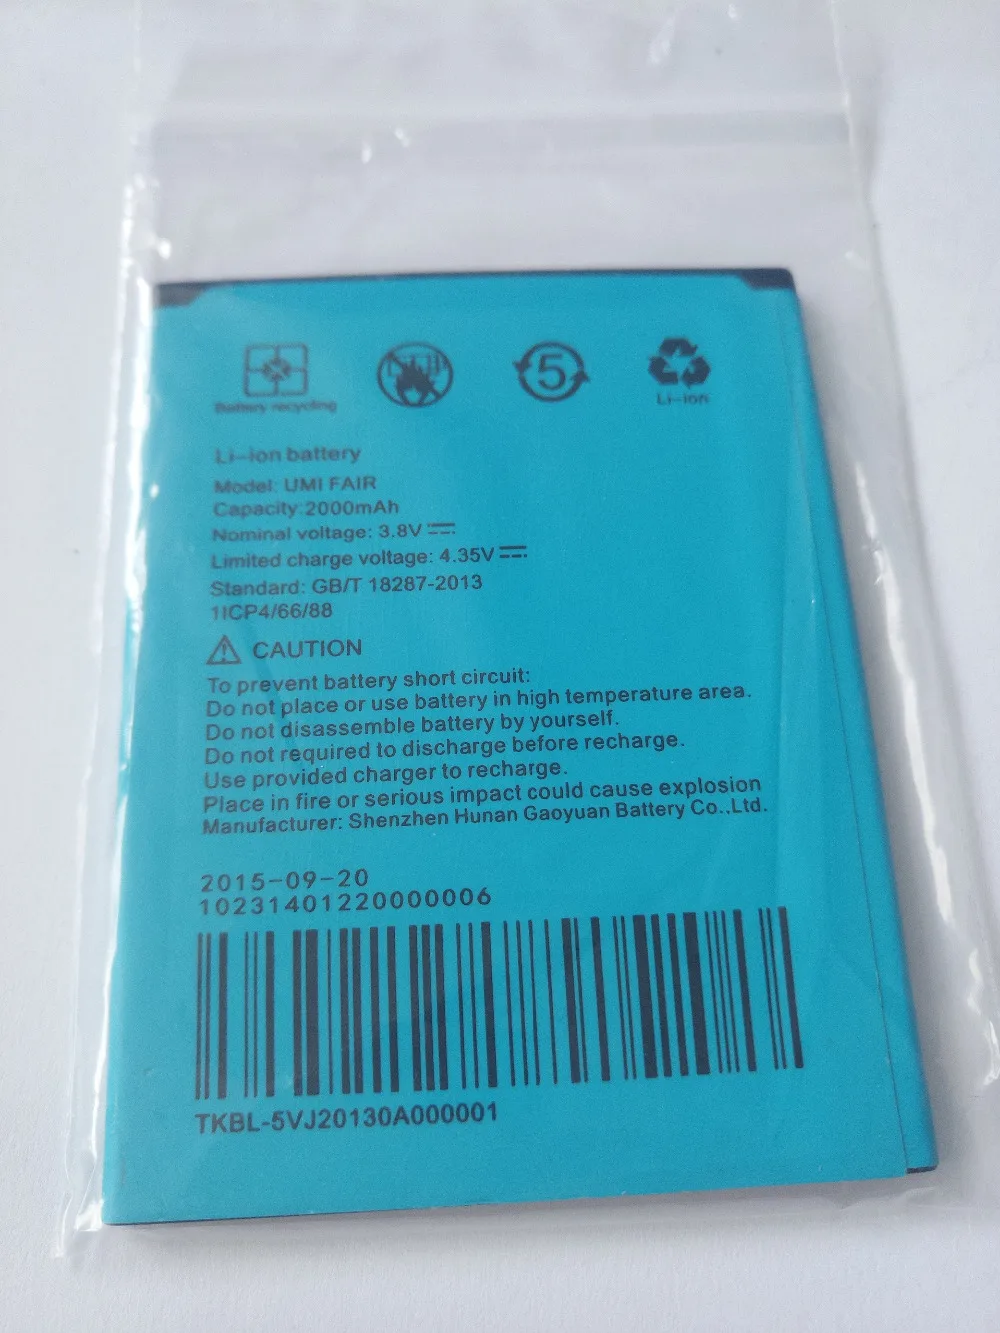 Battery recycling
5
Li-ion
Li-ion battery
Model: UMI FAIR
Capacity:2000mAh
Nominal voltage: 3.8V
Limited charge voltage: 4.35V
Standard: GB/T 18287-2013
1ICP4/66/88
CAUTION
To prevent battery short circuit:
Do not place or use battery in high temperature area.
Do not disassemble battery by yourself.
Do not required to discharge before recharge.
Use provided charger to recharge.
Place in fire or serious impact could cause explosion
Manufacturer: Shenzhen Hunan Gaoyuan Battery Co.,Ltd.
2015-09-20
10231401220000006
TKBL-5VJ20130A000001